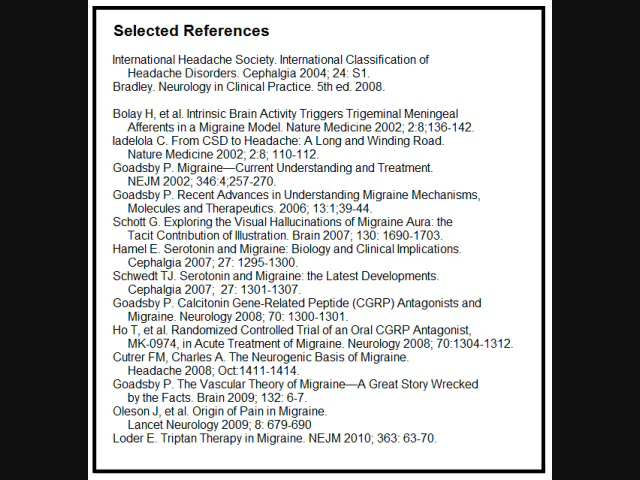 Selected References
International Headache Society. International Classification of
Headache Disorders. Cephalgia 2004; 24: S1.
Bradley. Neurology in Clinical Practice. 5th ed. 2008.
Bolay H, et al. Intrinsic Brain Activity Triggers Trigeminal Meningeal
Afferents in a Migraine Model. Nature Medicine 2002; 2:8;136-142.
Iadelola C. From CSD to Headache: A Long and Winding Road.
Nature Medicine 2002; 2:8; 110-112.
Goadsby P. Migraine—Current Understanding and Treatment.
NEJM 2002; 346:4;257-270.
Goadsby P. Recent Advances in Understanding Migraine Mechanisms,
Molecules and Therapeutics. 2006; 13:1;39-44.
Schott G. Exploring the Visual Hallucinations of Migraine Aura: the
Tacit Contribution of Illustration. Brain 2007; 130: 1690-1703.
Hamel E. Serotonin and Migraine: Biology and Clinical Implications.
Cephalgia 2007; 27: 1295-1300.
Schwedt TJ. Serotonin and Migraine: the Latest Developments.
Cephalgia 2007; 27: 1301-1307.
Goadsby P. Calcitonin Gene-Related Peptide (CGRP) Antagonists and
Migraine. Neurology 2008; 70: 1300-1301.
Ho T, et al. Randomized Controlled Trial of an Oral CGRP Antagonist,
MK-0974, in Acute Treatment of Migraine. Neurology 2008; 70:1304-1312.
Cutrer FM, Charles A. The Neurogenic Basis of Migraine.
Headache 2008; Oct:1411-1414.
Goadsby P. The Vascular Theory of Migraine—A Great Story Wrecked
by the Facts. Brain 2009; 132: 6-7.
Oleson J, et al. Origin of Pain in Migraine.
Lancet Neurology 2009; 8: 679-690
Loder E. Triptan Therapy in Migraine. NEJM 2010; 363: 63-70.